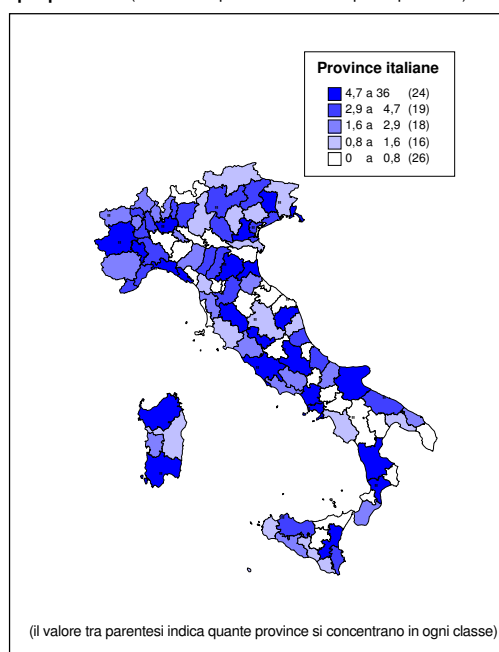 Province italiane
4,7 a 36 (24)
2,9 a 4,7 (19)
1,6 a 2,9 (18)
0,8 a 1,6 (16)
0 a 0,8 (26)
(il valore tra parentesi indica quante province si concentrano in ogni classe)